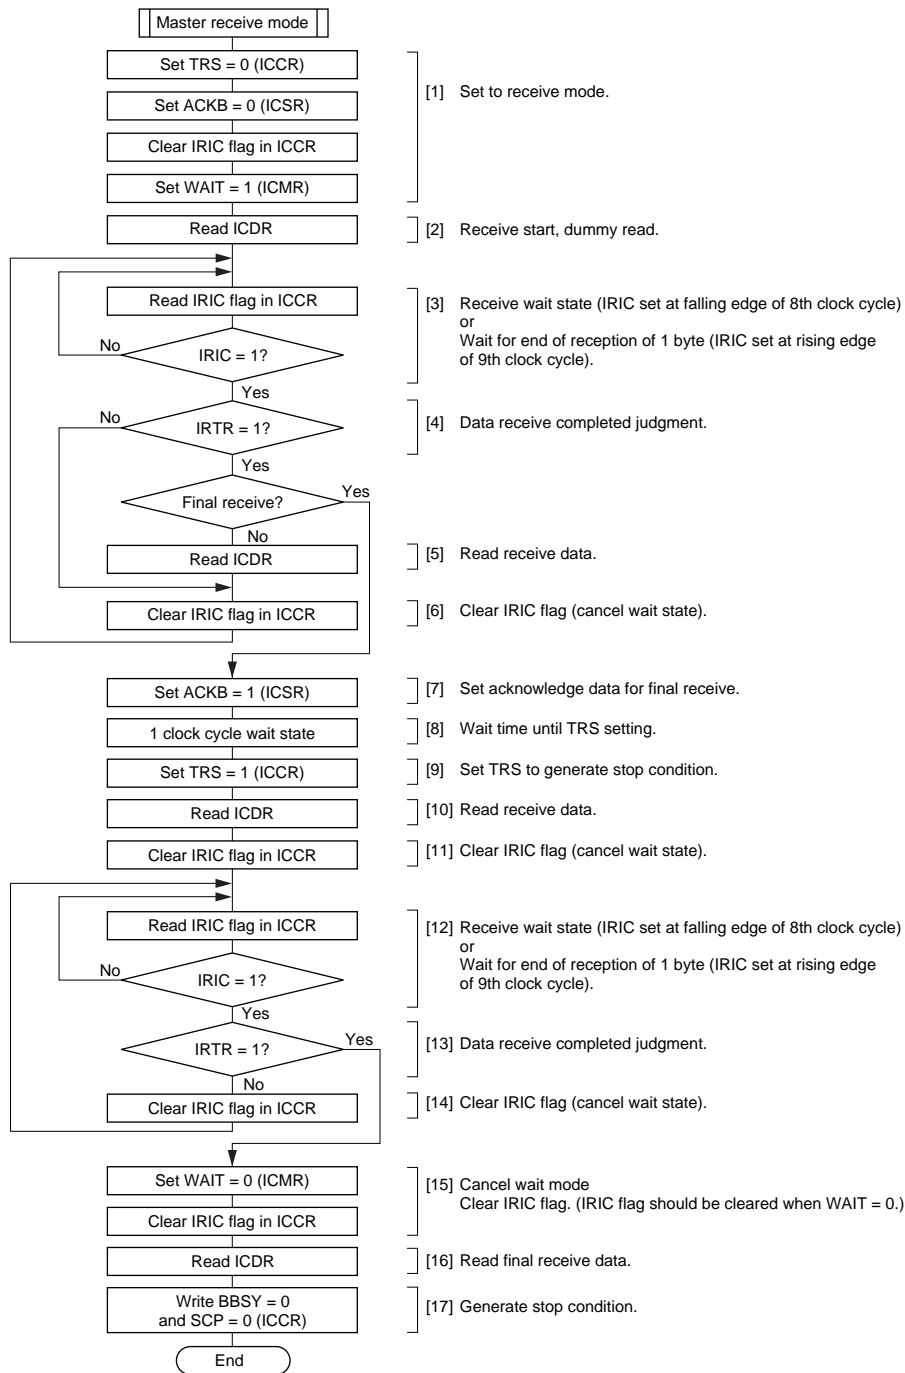 Master receive mode
Set TRS = 0 (ICCR)
[1] Set to receive mode.
Set ACKB = 0 (ICSR)
Clear IRIC flag in ICCR
Set WAIT = 1 (ICMR)
Read ICDR
[2] Receive start, dummy read.
Read IRIC flag in ICCR
[3] Receive wait state (IRIC set at falling edge of 8th clock cycle)
or
Wait for end of reception of 1 byte (IRIC set at rising edge
of 9th clock cycle).
No
IRIC = 1?
Yes
No
IRTR = 1?
[4] Data receive completed judgment.
Yes
Final receive?
Yes
No
Read ICDR
[5] Read receive data.
Clear IRIC flag in ICCR
[6] Clear IRIC flag (cancel wait state).
Set ACKB = 1 (ICSR)
[7] Set acknowledge data for final receive.
1 clock cycle wait state
[8] Wait time until TRS setting.
Set TRS = 1 (ICCR)
[9] Set TRS to generate stop condition.
Read ICDR
[10] Read receive data.
Clear IRIC flag in ICCR
[11] Clear IRIC flag (cancel wait state).
Read IRIC flag in ICCR
[12] Receive wait state (IRIC set at falling edge of 8th clock cycle)
or
Wait for end of reception of 1 byte (IRIC set at rising edge
of 9th clock cycle).
No
IRIC = 1?
Yes
IRTR = 1?
Yes
[13] Data receive completed judgment.
No
Clear IRIC flag in ICCR
[14] Clear IRIC flag (cancel wait state).
Set WAIT = 0 (ICMR)
[15] Cancel wait mode
Clear IRIC flag. (IRIC flag should be cleared when WAIT = 0.)
Clear IRIC flag in ICCR
Read ICDR
[16] Read final receive data.
Write BBSY = 0
and SCP = 0 (ICCR)
[17] Generate stop condition.
End